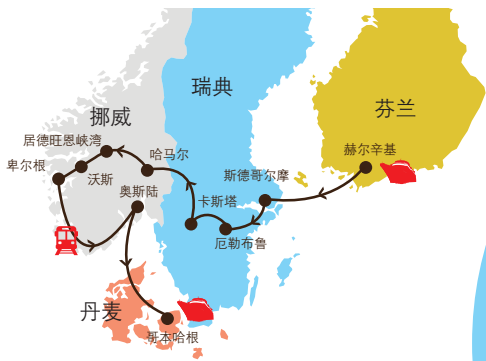 瑞典
芬兰
挪威
居德旺恩峡湾
哈马尔
赫尔辛基
卑尔根
沃斯
奥斯陆
斯德哥尔摩
卡斯塔
厄勒布鲁
丹麦
哥本哈根